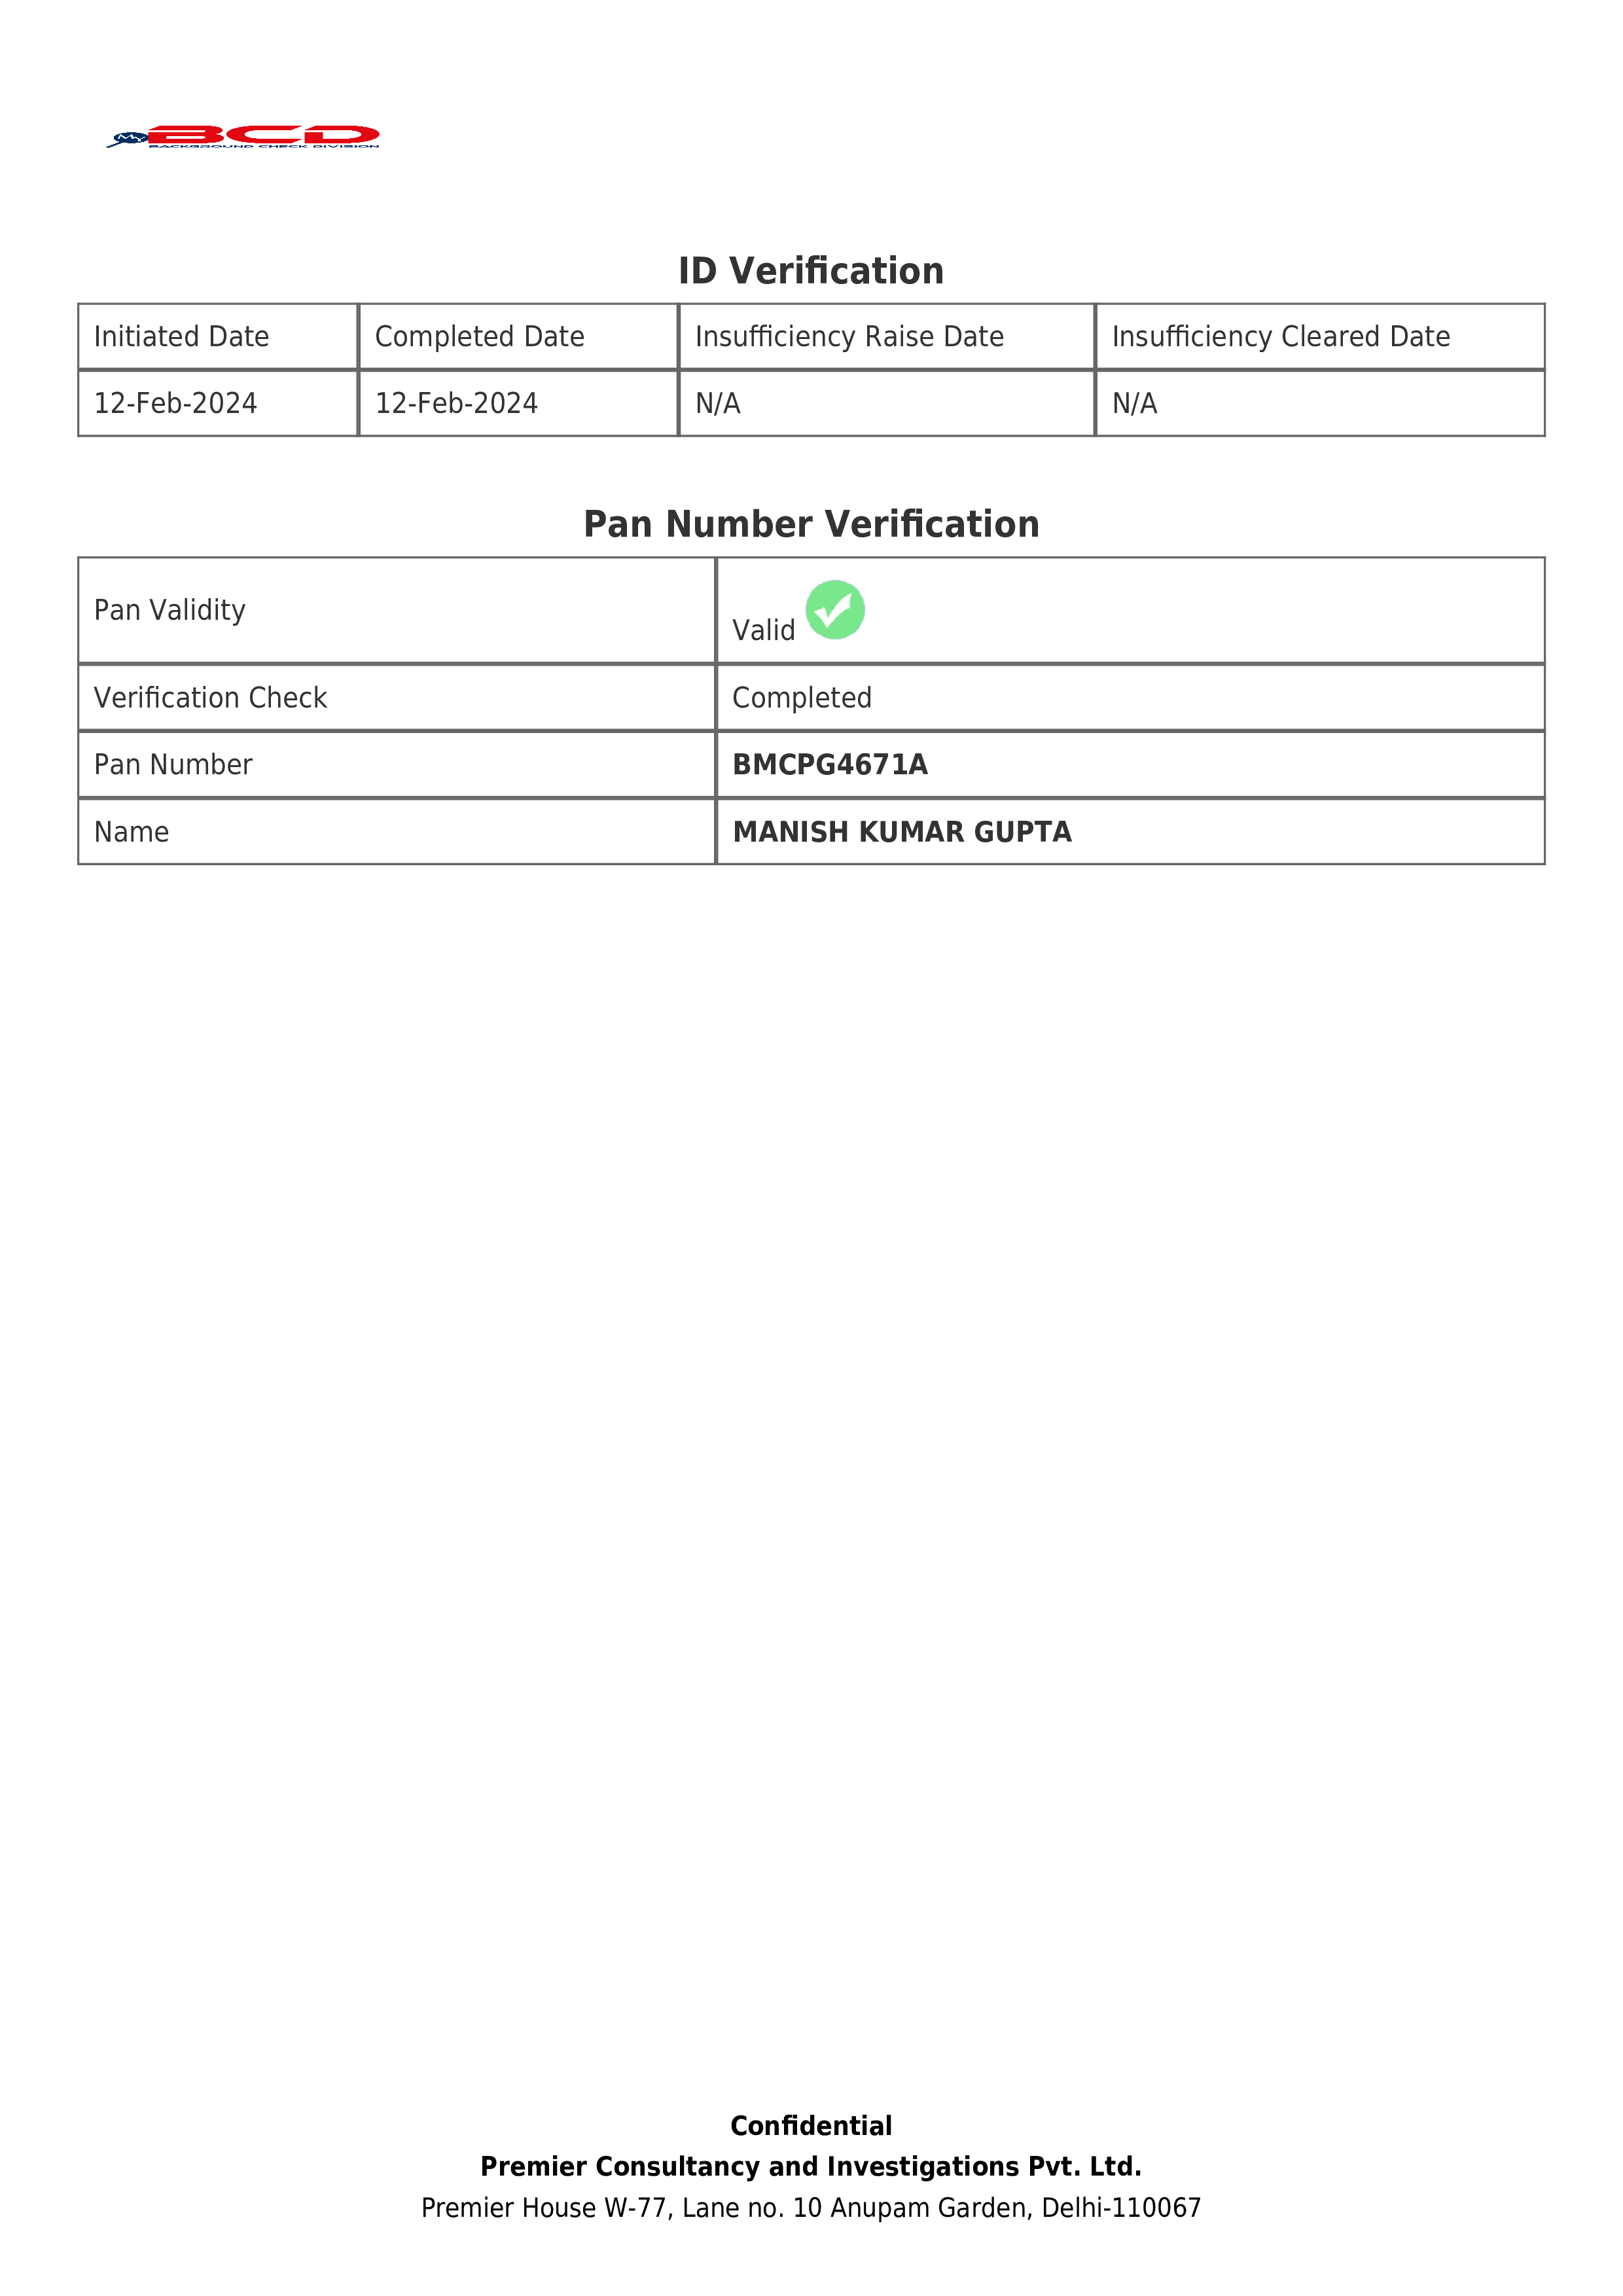 My BCD
BACKGROUND CHECK DIVISION
ID Verification
Initiated Date Completed Date Insufficiency Raise Date Insufficiency Cleared Date
12-Feb-2024 12-Feb-2024 N/A N/A
Pan Number Verification
Pan Validity Valid
Verification Check Completed
Pan Number BMCPG4671A
Name MANISH KUMAR GUPTA
Confidential
Premier Consultancy and Investigations Pvt. Ltd.
Premier House W-77, Lane no. 10 Anupam Garden, Delhi-110067